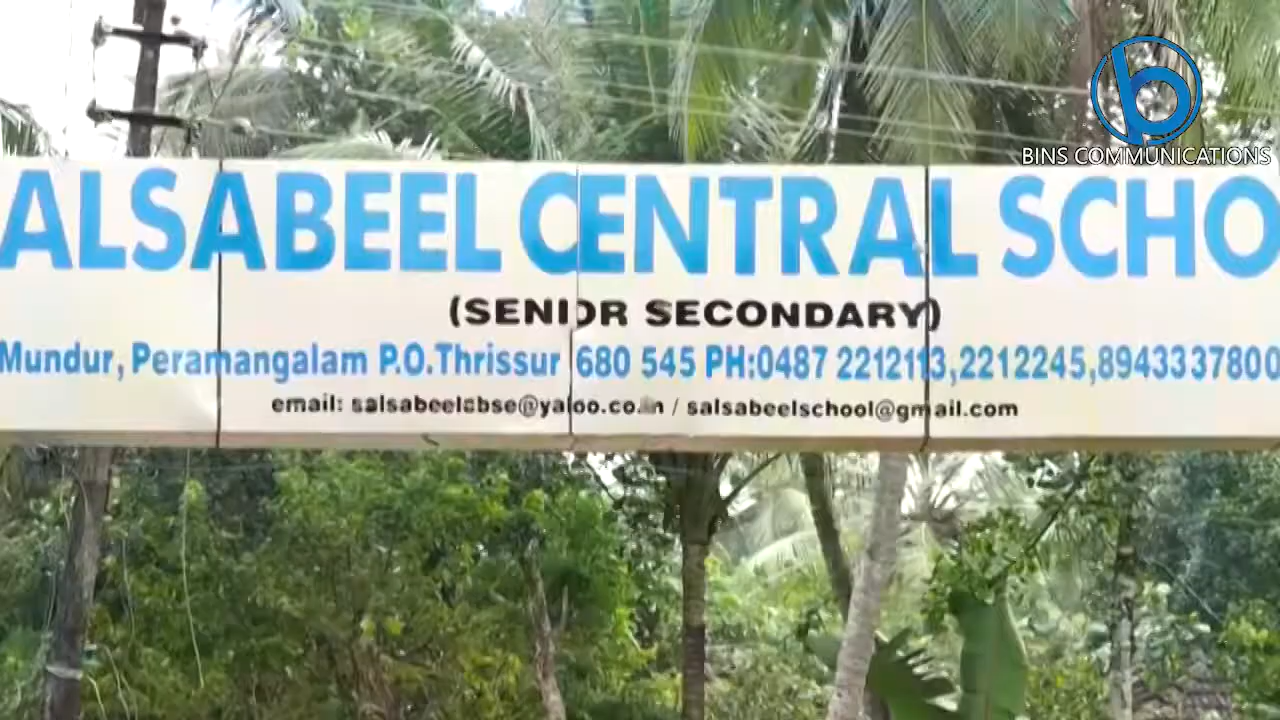 BINS COMMUNICATIONS
ALSABEEL CENTRAL SCHO
(SENIOR SECONDARY)
Mundur, Peramangalam P.O.Thrissur 680 545 PH:0487 2212113,2212245,8943337800
email: salsabeelcbse@yahoo.co.in / salsabeelschool@gmail.com